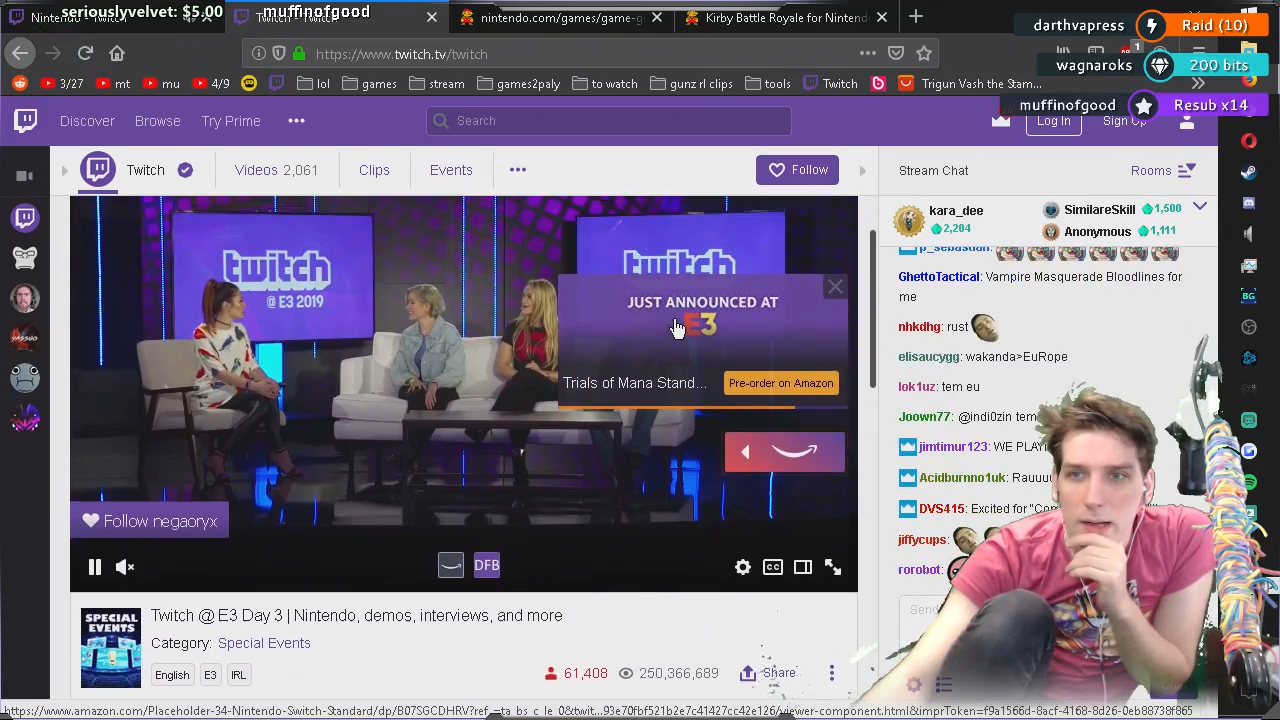 seriouslyvelvet: $5.00
-muffinofgood
Nintendo
nintendo.org/games/game-g
Kirby Battle Royale for Nintend
darthvapress Raid (10)
wagnaroks 200 bits
muffinofgood Resub x14
https://www.twitch.tv/twitch
3/27
mt
mu
4/9
lol
games
stream
games2play
to watch
gunz rl clips
tools
Twitch
Trigun Vax the Stam...
Discover
Browse
Try Prime
Search
Log In
Sign Up
Twitch
Videos 2,061
Clips
Events
Follow
Stream Chat
Rooms
kara_dee
2,204
SimilareSkill 1,500
Anonymous 1,111
twitch
@ E3 2019
twitch
JUST ANNOUNCED AT
E3
Trials of Mana Stand...
Pre-order on Amazon
Follow negaoryx
CC
DFB
p_sebastian:
GhettoTactical: Vampire Masquerade Bloodlines for
me
nhkdhg: rust
elisaucygg: wakanda>EuRope
lok1uz: tem eu
Joown77: @indi0zin tem
jimtimur123: WE PLAY
Acidburnno1uk: Rauuu
DVS415: Excited for "Con
jiffycups:
rorobot:
Send
SPECIAL
EVENTS
Twitch @ E3 Day 3 | Nintendo, demos, interviews, and more
Category: Special Events
English
E3
IRL
61,408
250,366,689
Share
BG